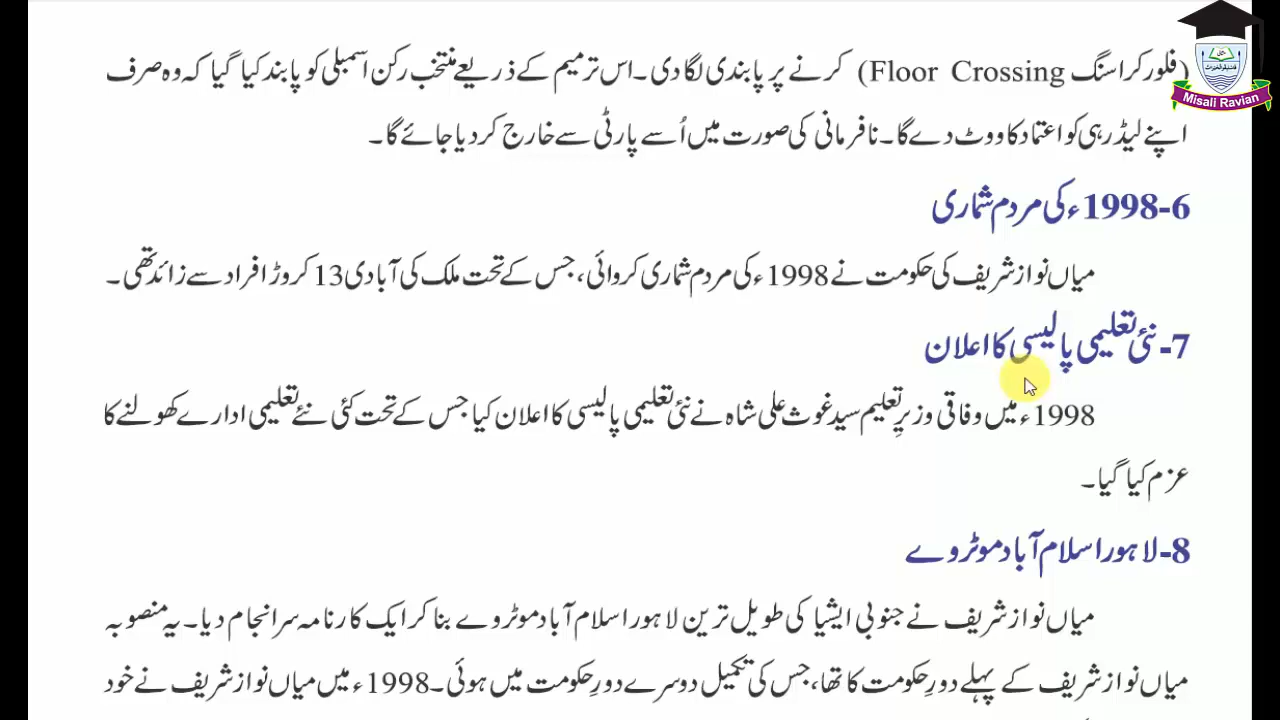 (فلور کراسنگ Floor Crossing) کرنے پر پابندی لگا دی۔ اس ترمیم کے ذریعے منتخب رکن اسمبلی کو پابند کیا گیا کہ وہ صرف
اپنے لیڈر ہی کو اعتماد کا ووٹ دے گا۔ نافرمانی کی صورت میں اُسے پارٹی سے خارج کر دیا جائے گا۔
6-1998ء کی مردم شماری
میاں نواز شریف کی حکومت نے 1998ء کی مردم شماری کروائی، جس کے تحت ملک کی آبادی 13 کروڑ افراد سے زائد تھی۔
7- نئی تعلیمی پالیسی کا اعلان
1998ء میں وفاقی وزیرِ تعلیم سید غوث علی شاہ نے نئی تعلیمی پالیسی کا اعلان کیا جس کے تحت کئی نئے تعلیمی ادارے کھولنے کا
عزم کیا گیا۔
8- لاہور اسلام آباد موٹروے
میاں نواز شریف نے جنوبی ایشیا کی طویل ترین لاہور اسلام آباد موٹروے بنا کر ایک کارنامہ سرانجام دیا۔ یہ منصوبہ
میاں نواز شریف کے پہلے دورِ حکومت کا تھا، جس کی تکمیل دوسرے دورِ حکومت میں ہوئی۔ 1998ء میں میاں نواز شریف نے خود
Misali Ravian